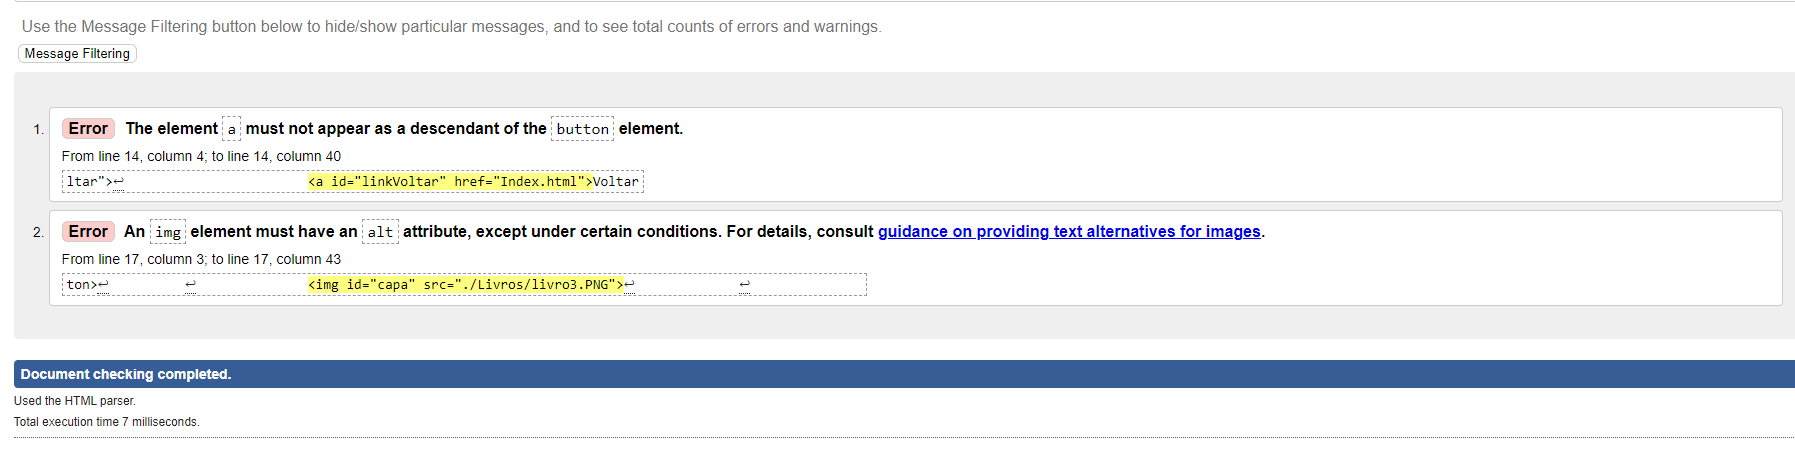 Use the Message Filtering button below to hide/show particular messages, and to see total counts of errors and warnings.
Message Filtering
1. Error The element a must not appear as a descendant of the button element.
From line 14, column 4; to line 14, column 40
ltar">↩ <a id="linkVoltar" href="Index.html">Voltar
2. Error An img element must have an alt attribute, except under certain conditions. For details, consult guidance on providing text alternatives for images.
From line 17, column 3; to line 17, column 43
ton>↩ ↩ <img id="capa" src="./Livros/livro3.PNG">↩ ↩
Document checking completed.
Used the HTML parser.
Total execution time 7 milliseconds.